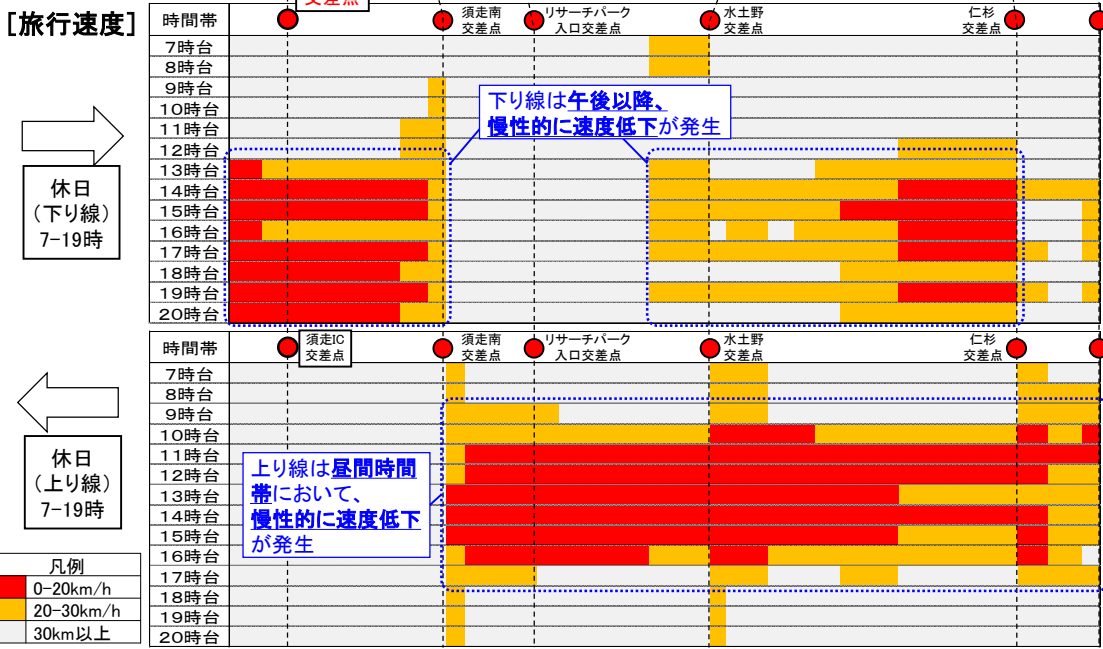 [旅行速度]
交差点
時間帯
須走南
交差点
リサーチパーク
入口交差点
水土野
交差点
仁杉
交差点
7時台
8時台
9時台
10時台
11時台
12時台
13時台
14時台
15時台
16時台
17時台
18時台
19時台
20時台
下り線は午後以降、
慢性的に速度低下が発生
休日
(下り線)
7-19時
時間帯
須走IC
交差点
須走南
交差点
リサーチパーク
入口交差点
水土野
交差点
仁杉
交差点
7時台
8時台
9時台
10時台
11時台
12時台
13時台
14時台
15時台
16時台
17時台
18時台
19時台
20時台
上り線は昼間時間
帯において、
慢性的に速度低下
が発生
休日
(上り線)
7-19時
凡例
0-20km/h
20-30km/h
30km以上